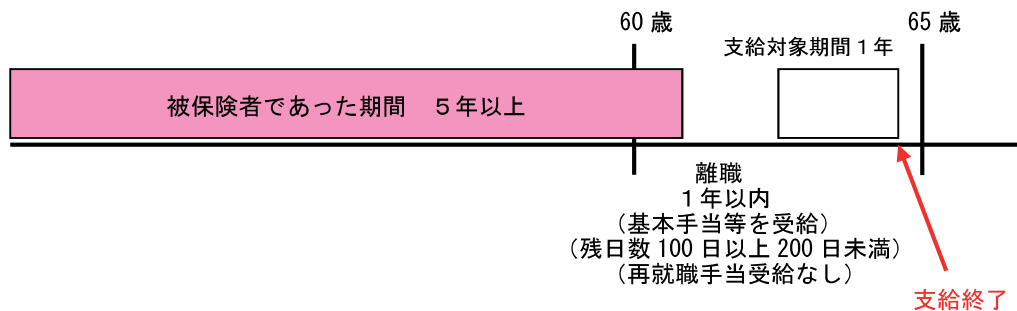 60 歳
65 歳
支給対象期間１年
被保険者であった期間　５年以上
離職
１年以内
（基本手当等を受給）
（残日数 100 日以上 200 日未満）
（再就職手当受給なし）
支給終了